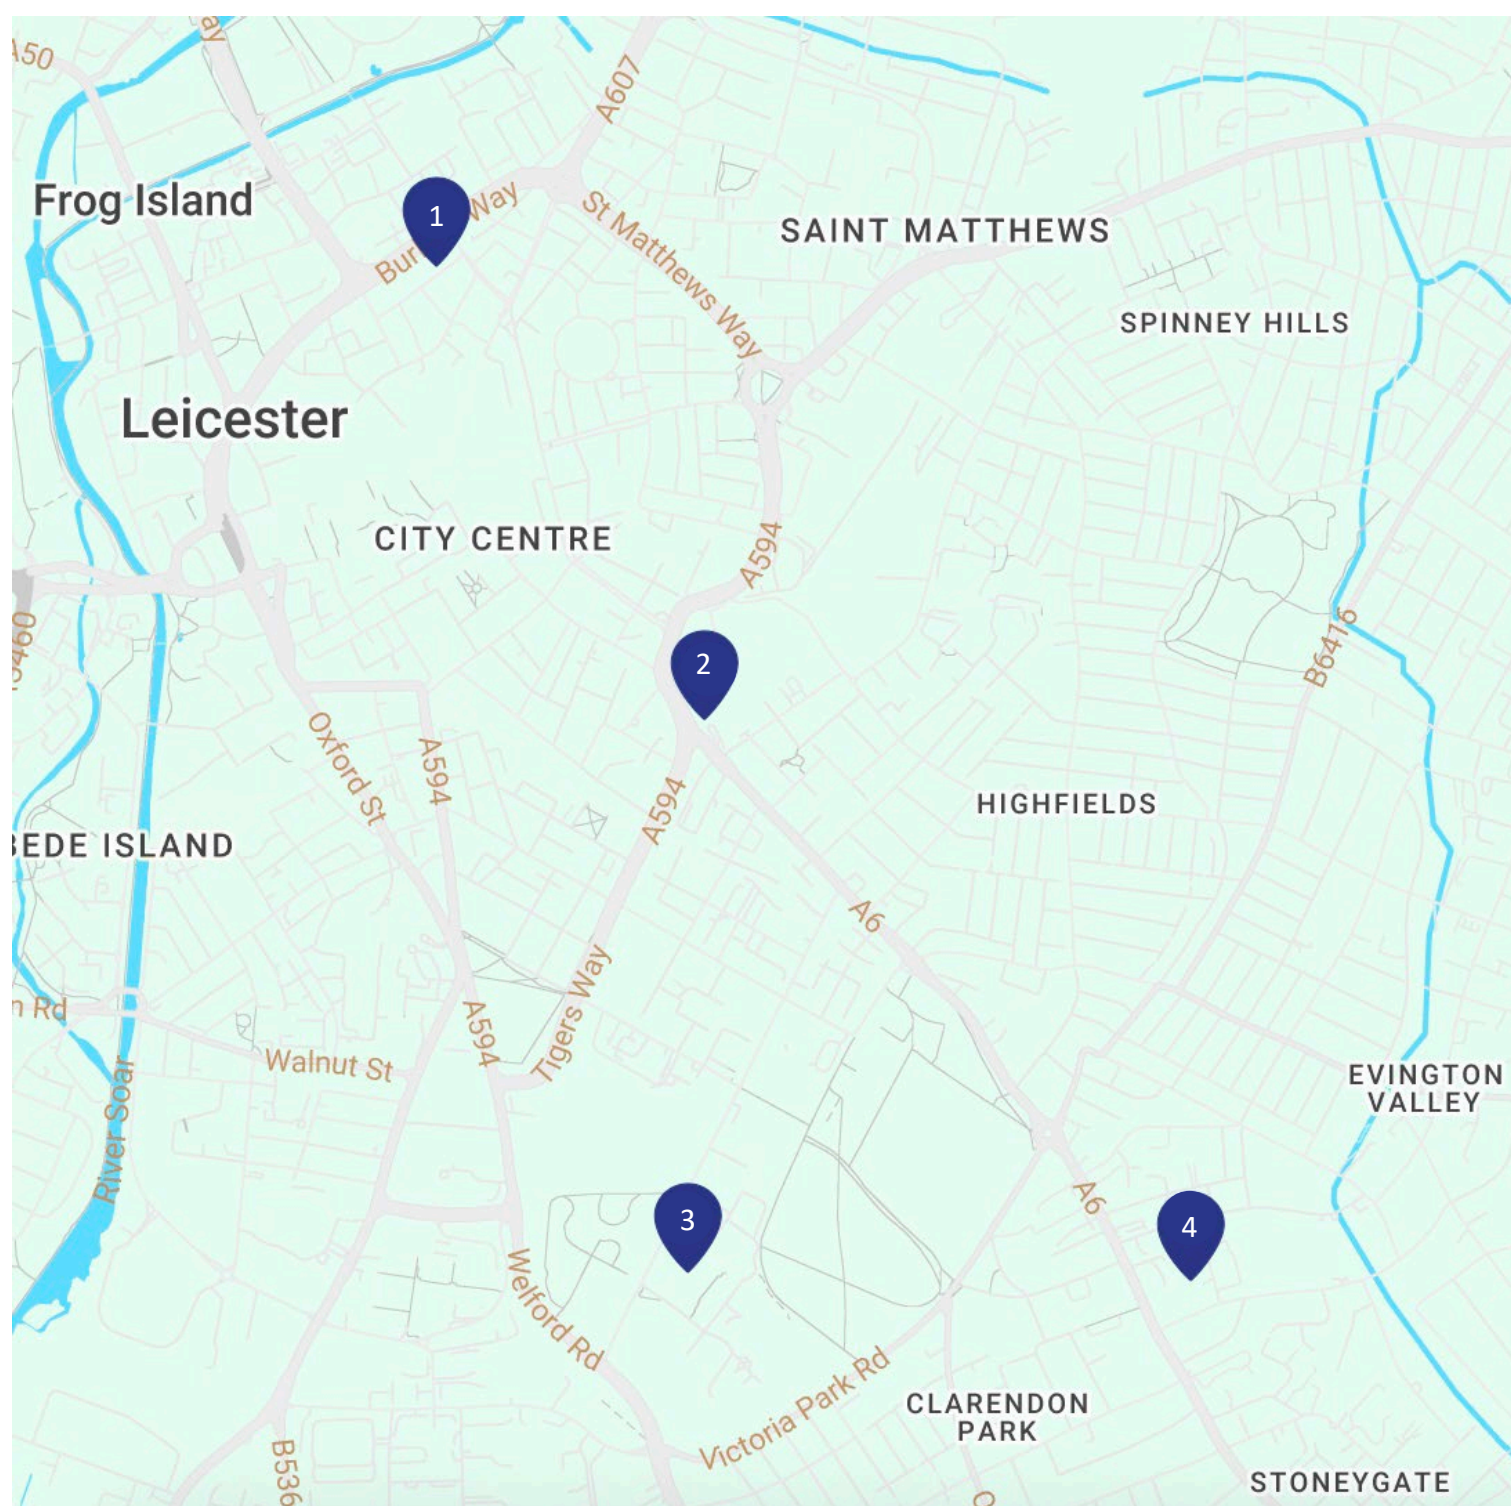 A50
ay
A607
Frog Island
1
Way
Bur
St Matthews Way
SAINT MATTHEWS
SPINNEY HILLS
Leicester
CITY CENTRE
A594
2
B6416
Oxford St
A594
A594
HIGHFIELDS
BEDE ISLAND
A6
Tigers Way
n Rd
A594
Walnut St
River Soar
EVINGTON
VALLEY
3
A6
4
Welford Rd
Victoria Park Rd
CLARENDON
PARK
B536
STONEYGATE